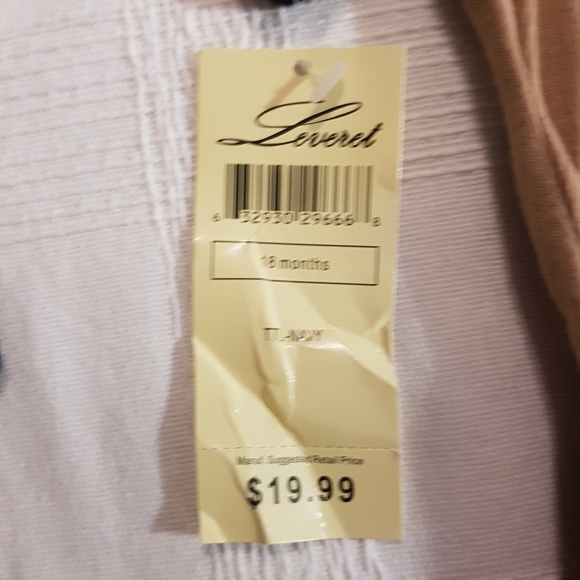 Leveret
6 32930 29666 8
18 months
TTL-NAVY
Manuf. Suggested Retail Price
$19.99